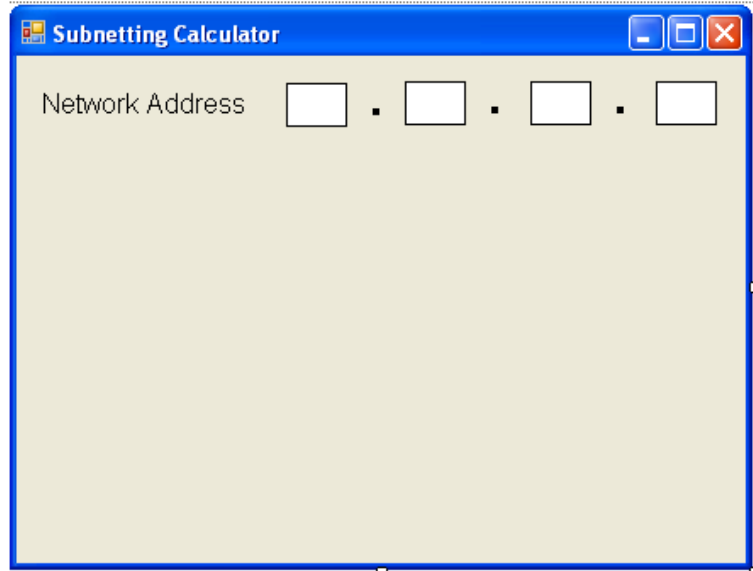 Subnetting Calculator
Network Address . . .